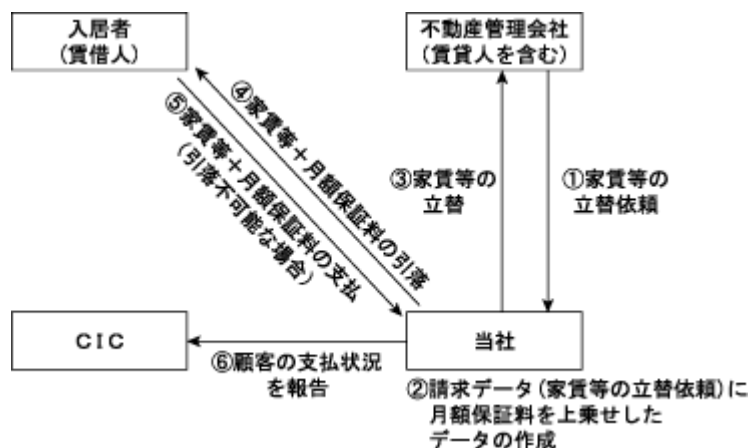 入居者
(賃借人)
不動産管理会社
(賃貸人を含む)
④家賃等+月額保証料の引落
⑤家賃等+月額保証料の支払
(引落不可能な場合)
③家賃等の
立替
①家賃等の
立替依頼
CIC
⑥顧客の支払状況
を報告
当社
②請求データ(家賃等の立替依頼)に
月額保証料を上乗せした
データの作成